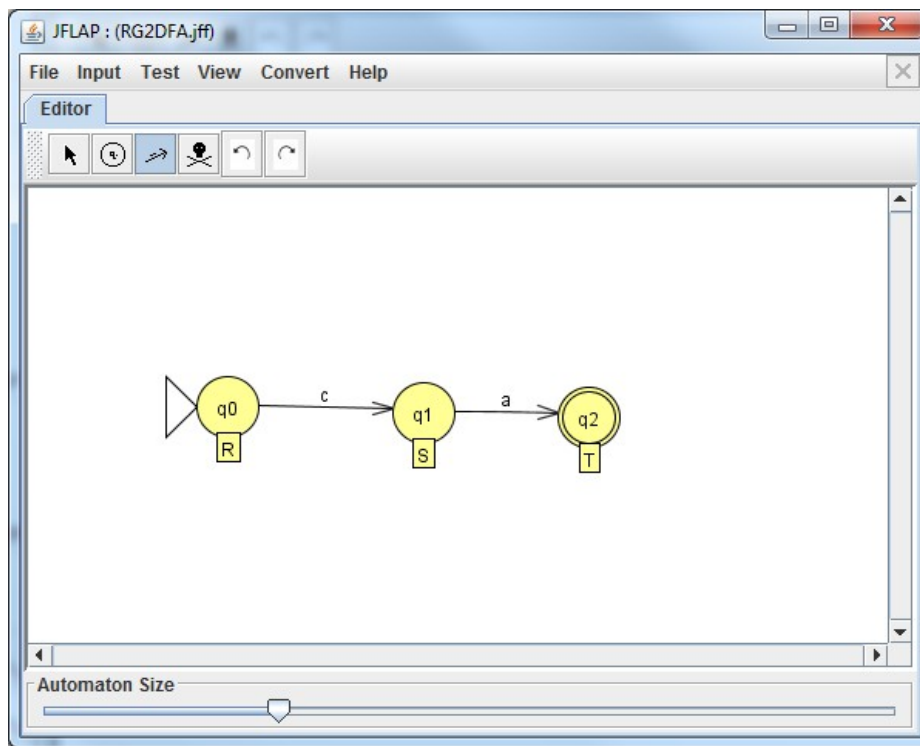 JFLAP : (RG2DFA.jff)
File Input Test View Convert Help
Editor
q
c
a
q0
q1
q2
R
S
T
Automaton Size